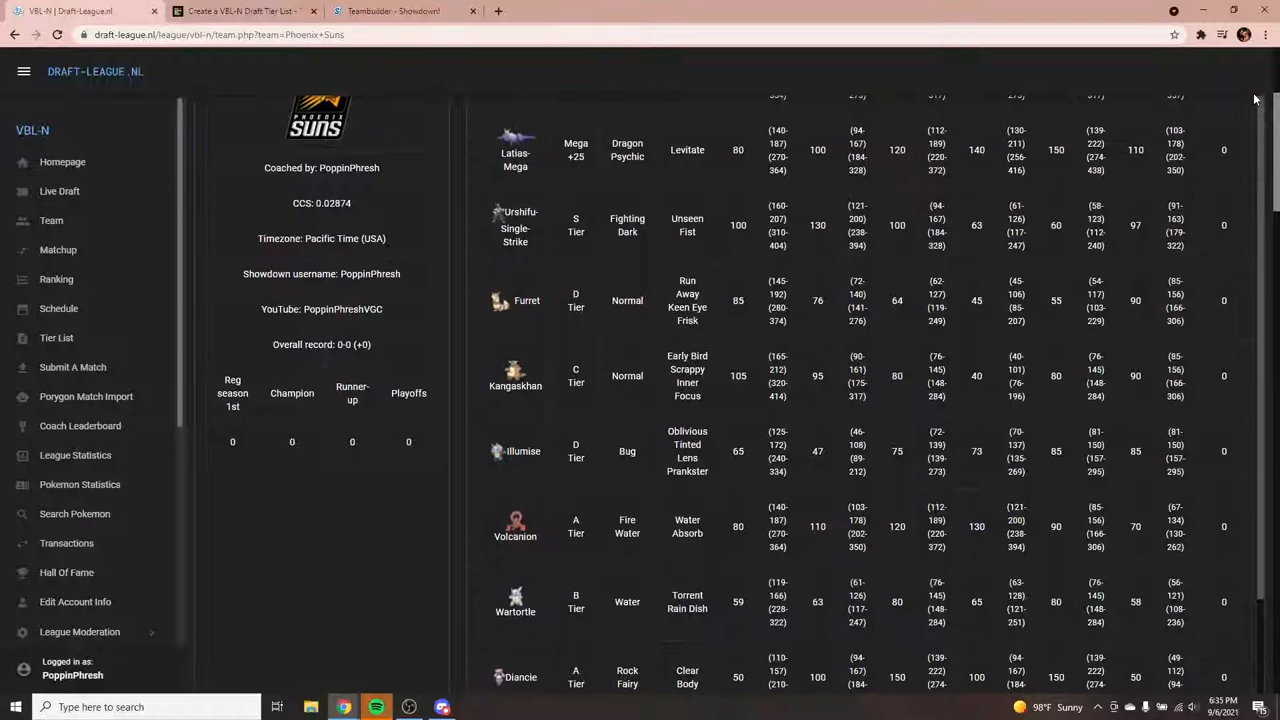 VBL-N | Draft-League.nl
Create a VBL-N Draft Tier List -
Teambuilder - Showdown!
draft-league.nl/league/vbl-n/team.php?team=Phoenix+Suns
DRAFT-LEAGUE.NL
VBL-N
Homepage
Live Draft
Team
Matchup
Ranking
Schedule
Tier List
Submit A Match
Porygon Match Import
Coach Leaderboard
League Statistics
Pokemon Statistics
Search Pokemon
Transactions
Hall Of Fame
Edit Account Info
League Moderation
Logged in as:
PoppinPhresh
PHOENIX
SUNS
Coached by: PoppinPhresh
CCS: 0.02874
Timezone: Pacific Time (USA)
Showdown username: PoppinPhresh
YouTube: PoppinPhreshVGC
Overall record: 0-0 (+0)
Reg season 1st Champion Runner-up Playoffs
0 0 0 0
Latias-Mega Mega +25 Dragon Psychic Levitate 80 (140-187) (270-364) 100 (94-167) (184-328) 120 (112-189) (220-372) 140 (130-211) (256-416) 150 (139-222) (274-438) 110 (103-178) (202-350) 0
Urshifu-Single-Strike S Tier Fighting Dark Unseen Fist 100 (160-207) (310-404) 130 (121-200) (238-394) 100 (94-167) (184-328) 63 (61-126) (117-247) 60 (58-123) (112-240) 97 (91-163) (179-322) 0
Furret D Tier Normal Run Away Keen Eye Frisk 85 (145-192) (280-374) 76 (72-140) (141-276) 64 (62-127) (119-249) 45 (45-106) (85-207) 55 (54-117) (103-229) 90 (85-156) (166-306) 0
Kangaskhan C Tier Normal Early Bird Scrappy Inner Focus 105 (165-212) (320-414) 95 (90-161) (175-317) 80 (76-145) (148-284) 40 (40-101) (76-196) 80 (76-145) (148-284) 90 (85-156) (166-306) 0
Illumise D Tier Bug Oblivious Tinted Lens Prankster 65 (125-172) (240-334) 47 (46-108) (89-212) 75 (72-139) (139-273) 73 (70-137) (135-269) 85 (81-150) (157-295) 85 (81-150) (157-295) 0
Volcanion A Tier Fire Water Water Absorb 80 (140-187) (270-364) 110 (103-178) (202-350) 120 (112-189) (220-372) 130 (121-200) (238-394) 90 (85-156) (166-306) 70 (67-134) (130-262) 0
Wartortle B Tier Water Torrent Rain Dish 59 (119-166) (228-322) 63 (61-126) (117-247) 80 (76-145) (148-284) 65 (63-128) (121-251) 80 (76-145) (148-284) 58 (56-121) (108-236) 0
Diancie A Tier Rock Fairy Clear Body 50 (110-157) (210- 100 (94-167) (184- 150 (139-222) (274- 100 (94-167) (184- 150 (139-222) (274- 50 (49-112) (94- 0
Type here to search
98°F Sunny
6:35 PM
9/6/2021